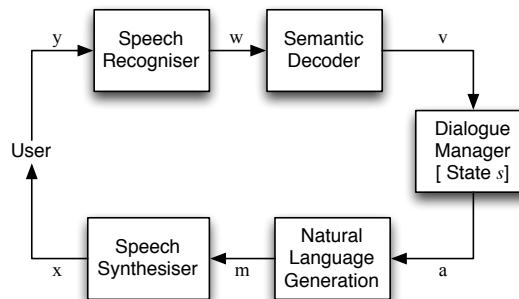 y
Speech
Recogniser
w
Semantic
Decoder
v
Dialogue
Manager
[ State s]
User
Speech
Synthesiser
Natural
Language
Generation
x
m
a